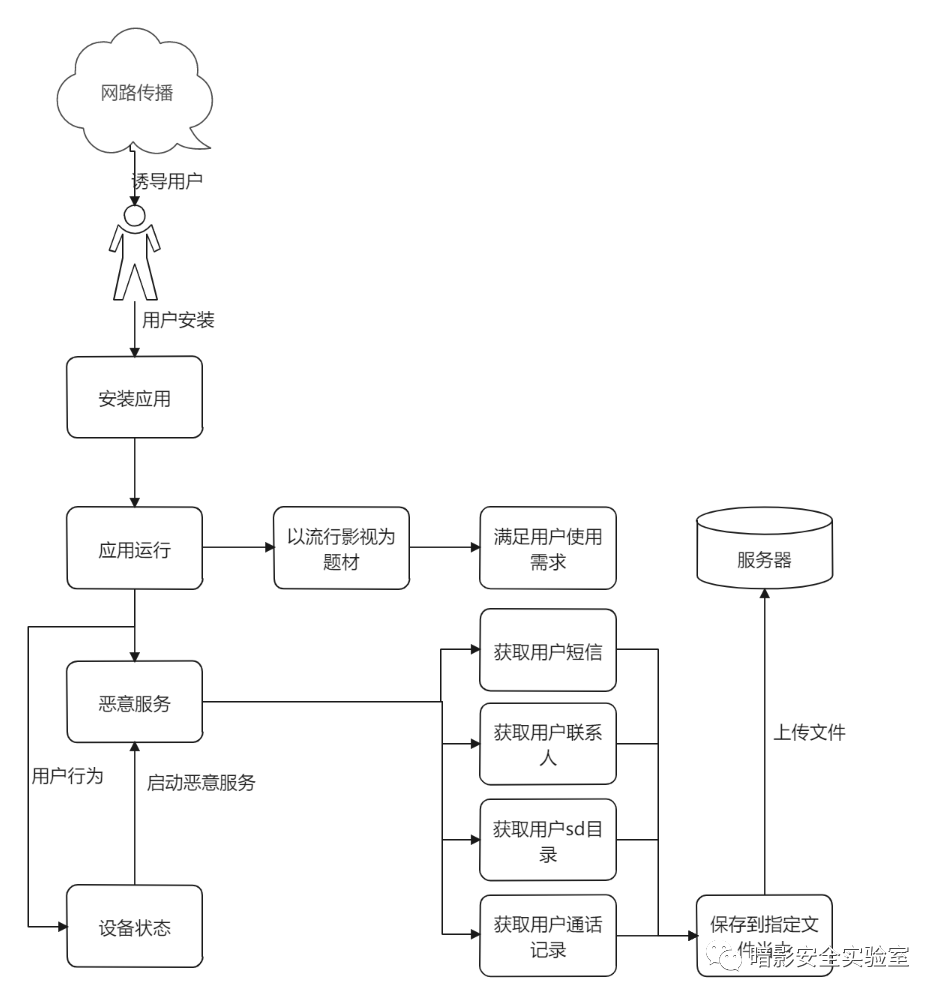 网路传播
诱导用户
用户安装
安装应用
应用运行
以流行影视为
题材
满足用户使用
需求
服务器
获取用户短信
恶意服务
获取用户联系
人
上传文件
用户行为
启动恶意服务
获取用户sd目
录
设备状态
获取用户通话
记录
保存到指定文
件当中
暗影安全实验室